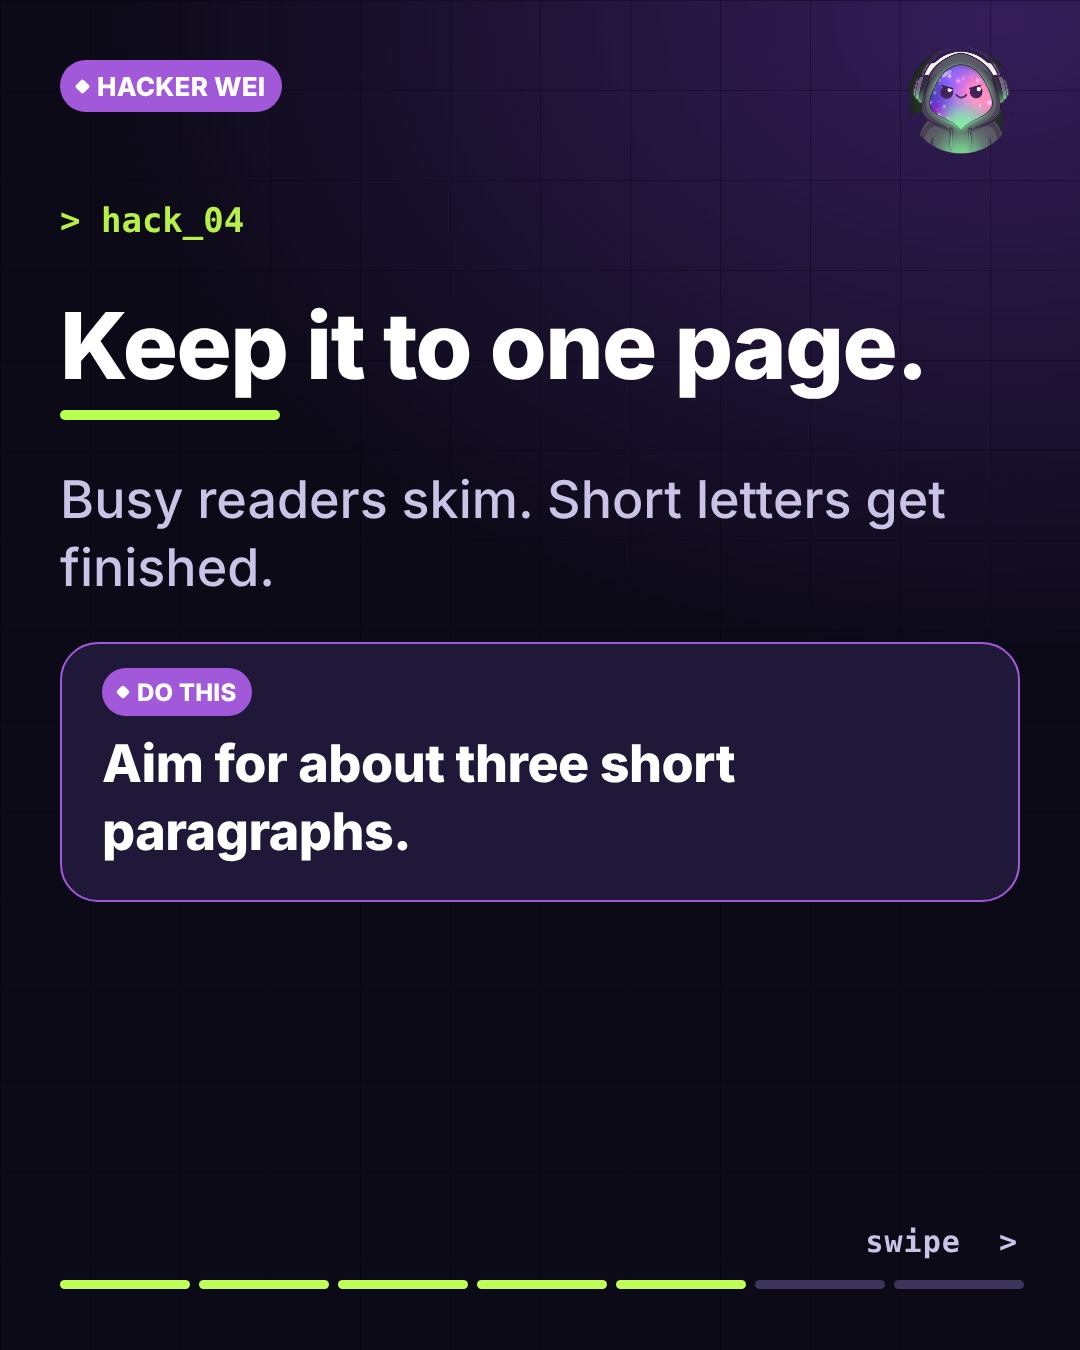 HACKER WEI
> hack_04
Keep it to one page.
Busy readers skim. Short letters get
finished.
DO THIS
Aim for about three short
paragraphs.
swipe >